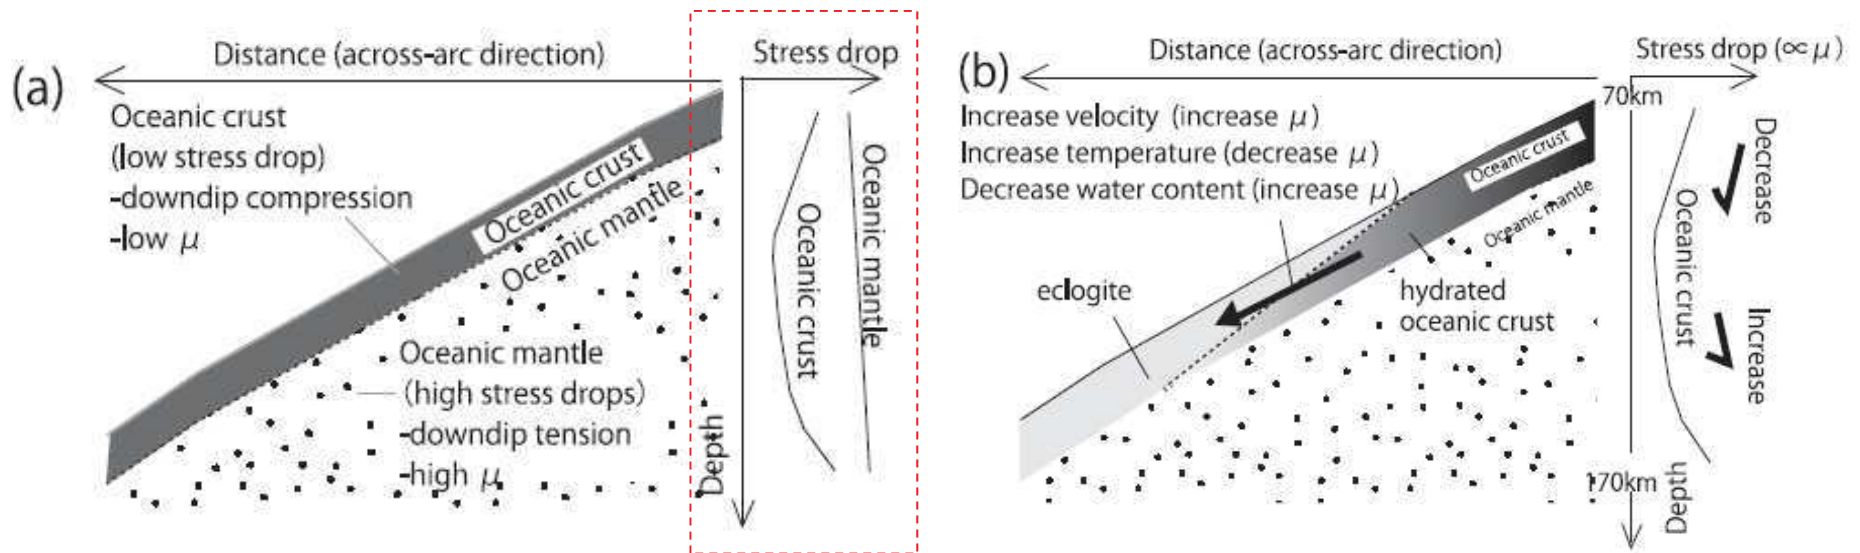 (a)
Distance (across-arc direction)
Stress drop
Oceanic crust
(low stress drop)
-downdip compression
-low μ
Oceanic crust
Oceanic mantle
Oceanic mantle
(high stress drops)
-downdip tension
-high μ
Depth
Oceanic crust
Oceanic mantle
(b)
Distance (across-arc direction)
Stress drop (∝ μ)
70km
Increase velocity (increase μ)
Increase temperature (decrease μ)
Decrease water content (increase μ)
Oceanic crust
Oceanic mantle
eclogite
hydrated
oceanic crust
Oceanic crust
Decrease
Increase
170km
Depth